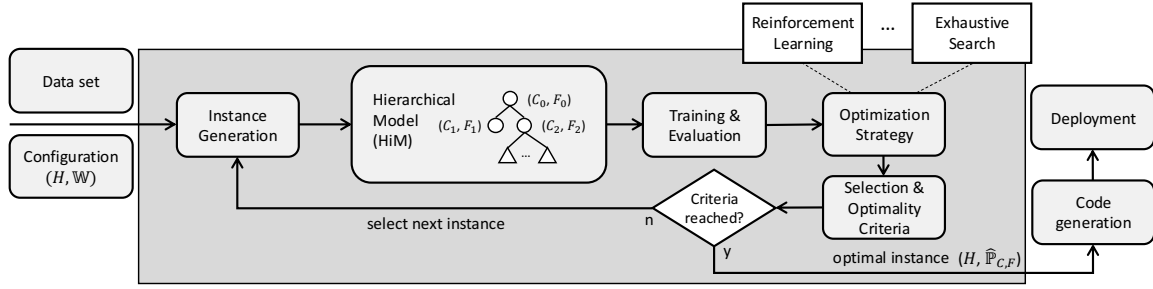 Reinforcement
Learning
...
Exhaustive
Search
Data set
Configuration
(H, 𝕎)
Instance
Generation
Hierarchical
Model
(HiM)
(C₀, F₀)
(C₁, F₁)
(C₂, F₂)
...
Training &
Evaluation
Optimization
Strategy
Deployment
Selection &
Optimality
Criteria
Criteria
reached?
n
y
select next instance
Code
generation
optimal instance (H, ℙ̂_{C,F})